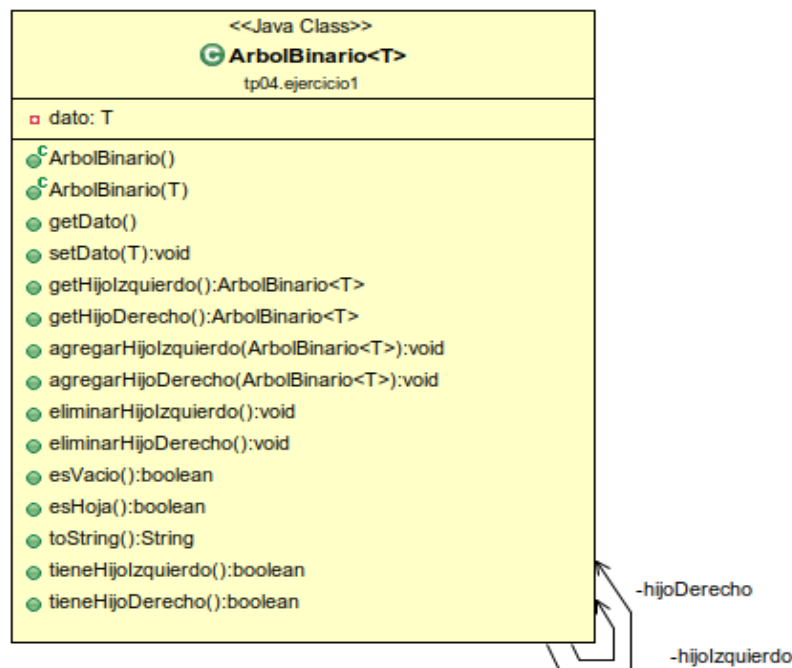 <<Java Class>>
C ArbolBinario<T>
tp04.ejercicio1
dato: T
C ArbolBinario()
C ArbolBinario(T)
getDato()
setDato(T):void
getHijoIzquierdo():ArbolBinario<T>
getHijoDerecho():ArbolBinario<T>
agregarHijoIzquierdo(ArbolBinario<T>):void
agregarHijoDerecho(ArbolBinario<T>):void
eliminarHijoIzquierdo():void
eliminarHijoDerecho():void
esVacio():boolean
esHoja():boolean
toString():String
tieneHijoIzquierdo():boolean
tieneHijoDerecho():boolean
-hijoDerecho
-hijoIzquierdo